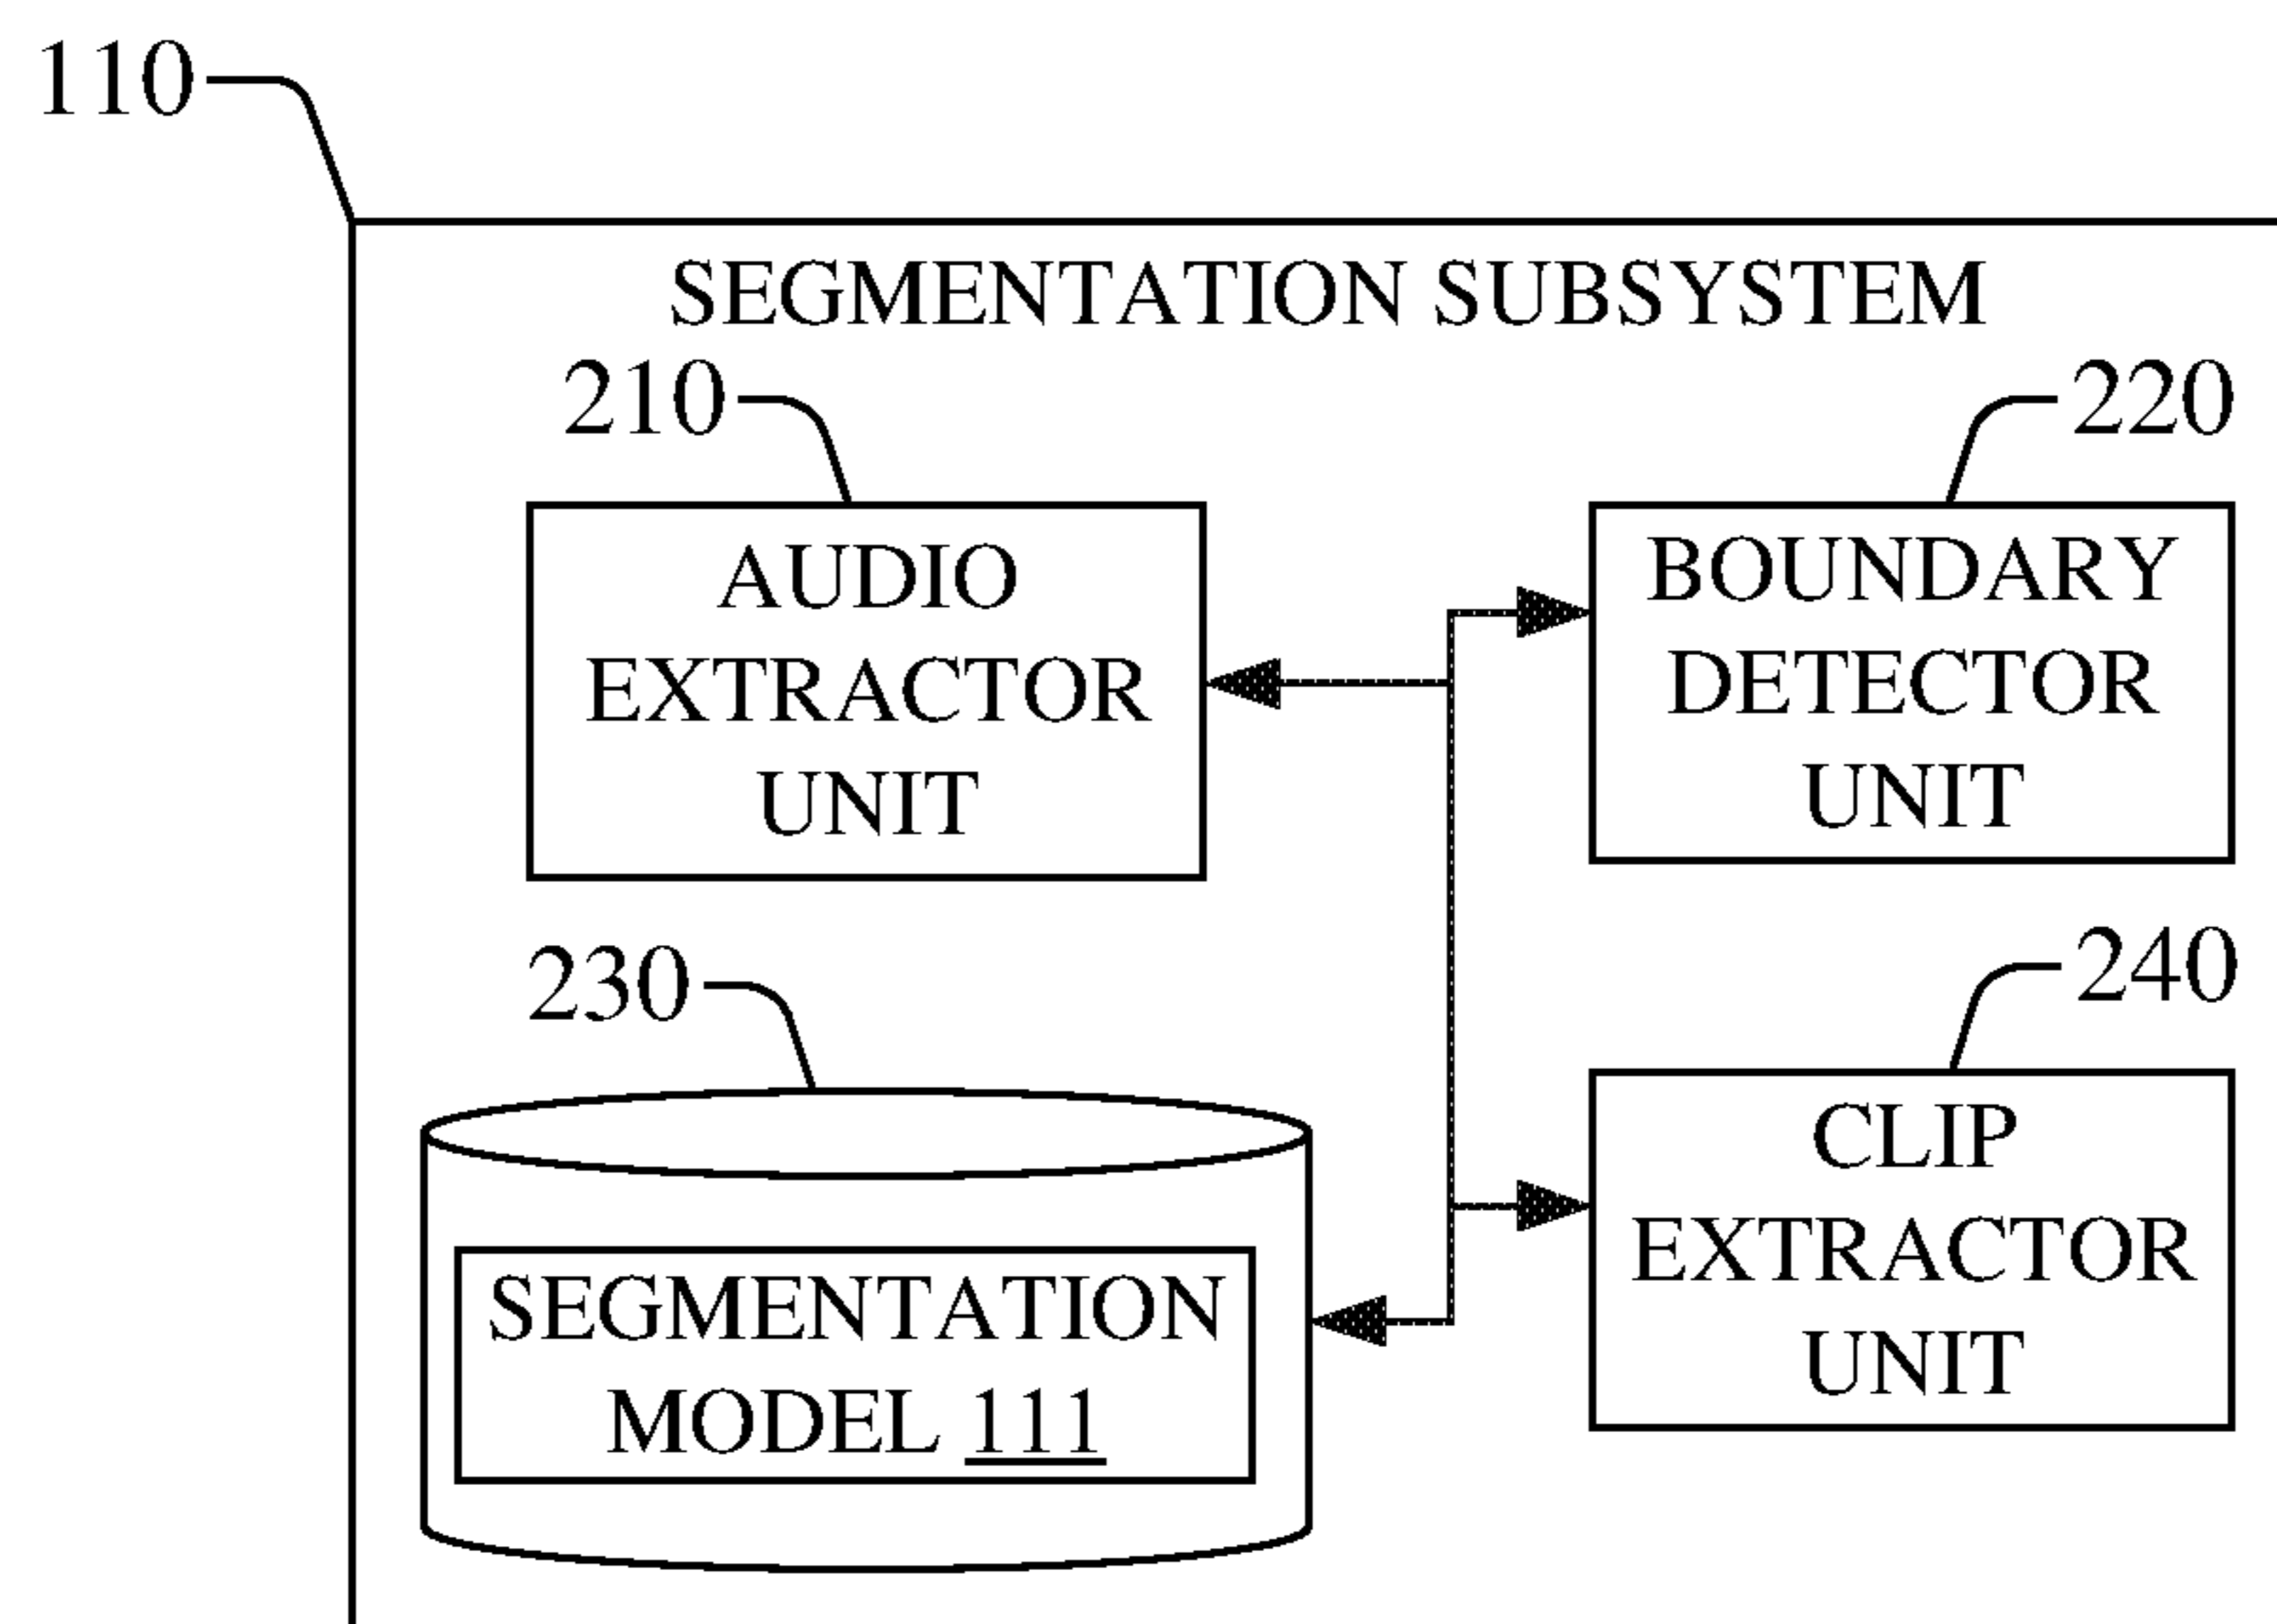 110
SEGMENTATION SUBSYSTEM
210
220
AUDIO
EXTRACTOR
UNIT
BOUNDARY
DETECTOR
UNIT
230
240
SEGMENTATION
MODEL 111
CLIP
EXTRACTOR
UNIT